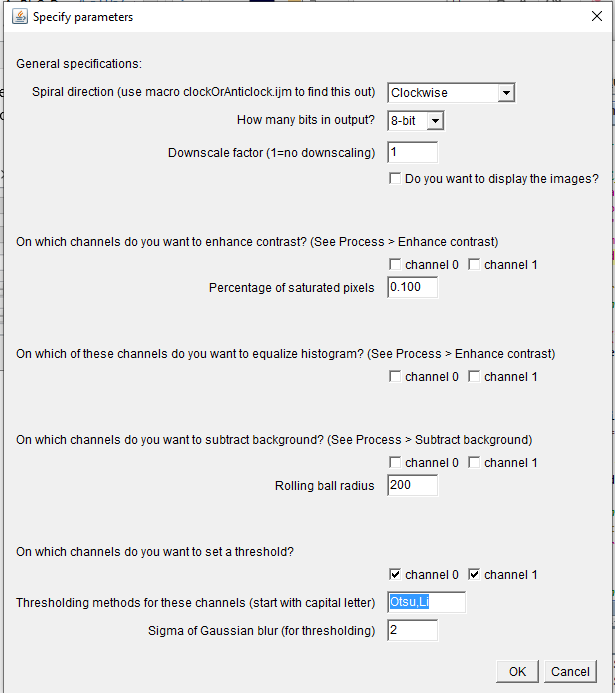 Specify parameters
General specifications:
Spiral direction (use macro clockOrAnticlock.ijm to find this out) Clockwise
How many bits in output? 8-bit
Downscale factor (1=no downscaling) 1
Do you want to display the images?
On which channels do you want to enhance contrast? (See Process > Enhance contrast)
channel 0 channel 1
Percentage of saturated pixels 0.100
On which of these channels do you want to equalize histogram? (See Process > Enhance contrast)
channel 0 channel 1
On which channels do you want to subtract background? (See Process > Subtract background)
channel 0 channel 1
Rolling ball radius 200
On which channels do you want to set a threshold?
channel 0 channel 1
Thresholding methods for these channels (start with capital letter) Otsu,Li
Sigma of Gaussian blur (for thresholding) 2
OK Cancel